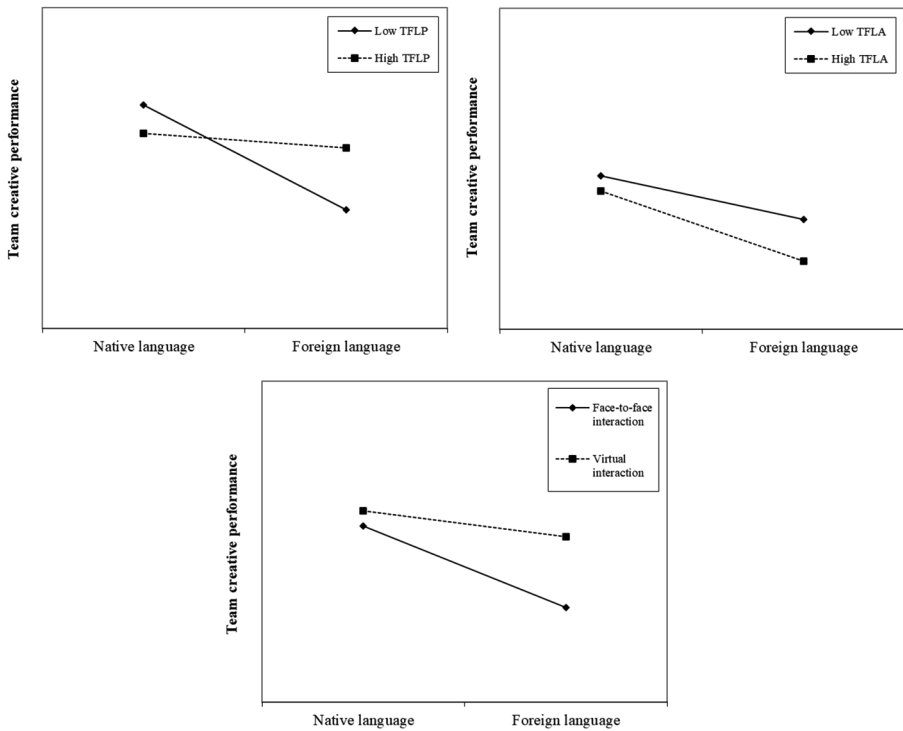 Team creative performance
Low TFLP
High TFLP
Native language
Foreign language
Team creative performance
Low TFLA
High TFLA
Native language
Foreign language
Team creative performance
Face-to-face
interaction
Virtual
interaction
Native language
Foreign language